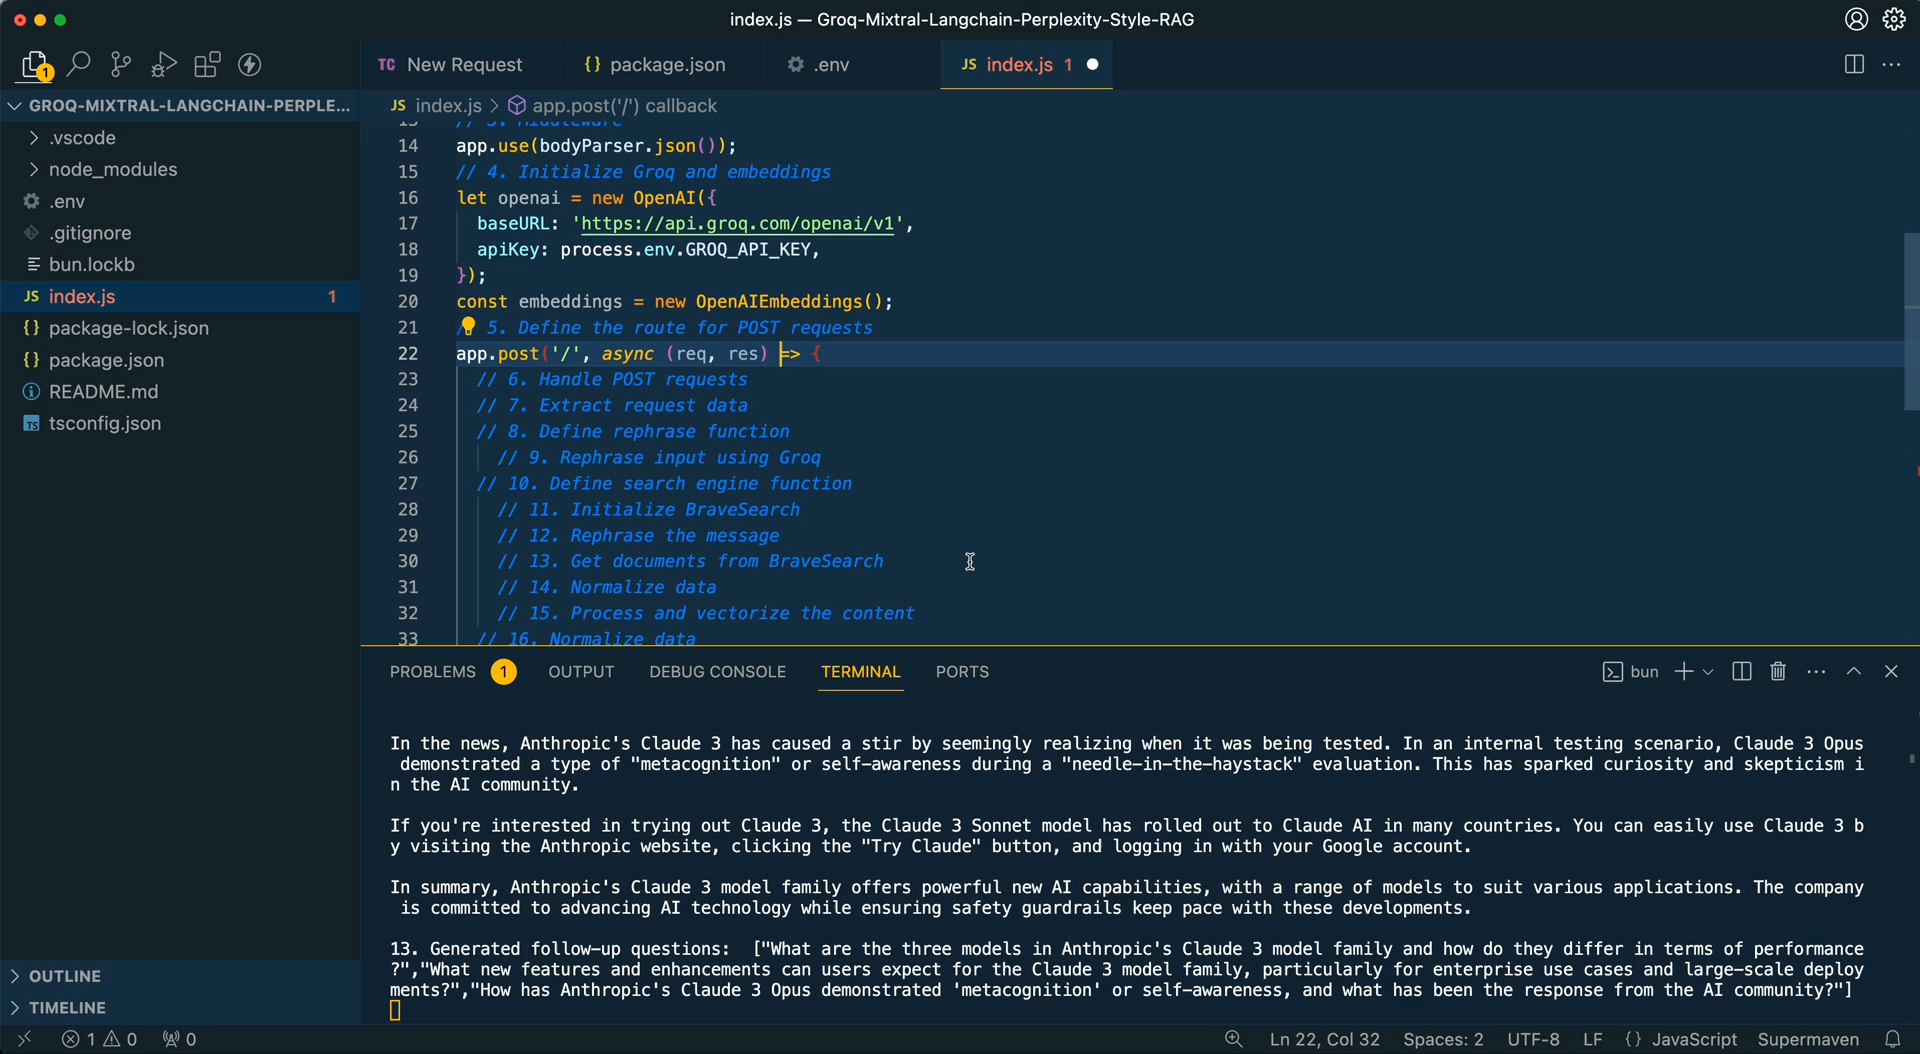 index.js — Groq-Mixtral-Langchain-Perplexity-Style-RAG
1
TC New Request
{} package.json
.env
JS index.js 1
GROQ-MIXTRAL-LANGCHAIN-PERPLE...
.vscode
node_modules
.env
.gitignore
bun.lockb
JS index.js 1
{} package-lock.json
{} package.json
README.md
TS tsconfig.json
OUTLINE
TIMELINE
JS index.js > app.post('/') callback
13 // 3. Middleware
14 app.use(bodyParser.json());
15 // 4. Initialize Groq and embeddings
16 let openai = new OpenAI({
17 baseURL: 'https://api.groq.com/openai/v1',
18 apiKey: process.env.GROQ_API_KEY,
19 });
20 const embeddings = new OpenAIEmbeddings();
21 / 5. Define the route for POST requests
22 app.post('/', async (req, res) => {
23 // 6. Handle POST requests
24 // 7. Extract request data
25 // 8. Define rephrase function
26 // 9. Rephrase input using Groq
27 // 10. Define search engine function
28 // 11. Initialize BraveSearch
29 // 12. Rephrase the message
30 // 13. Get documents from BraveSearch
31 // 14. Normalize data
32 // 15. Process and vectorize the content
33 // 16. Normalize data
PROBLEMS 1 OUTPUT DEBUG CONSOLE TERMINAL PORTS
bun
In the news, Anthropic's Claude 3 has caused a stir by seemingly realizing when it was being tested. In an internal testing scenario, Claude 3 Opus
demonstrated a type of "metacognition" or self-awareness during a "needle-in-the-haystack" evaluation. This has sparked curiosity and skepticism i
n the AI community.
If you're interested in trying out Claude 3, the Claude 3 Sonnet model has rolled out to Claude AI in many countries. You can easily use Claude 3 b
y visiting the Anthropic website, clicking the "Try Claude" button, and logging in with your Google account.
In summary, Anthropic's Claude 3 model family offers powerful new AI capabilities, with a range of models to suit various applications. The company
is committed to advancing AI technology while ensuring safety guardrails keep pace with these developments.
13. Generated follow-up questions: ["What are the three models in Anthropic's Claude 3 model family and how do they differ in terms of performance
?","What new features and enhancements can users expect for the Claude 3 model family, particularly for enterprise use cases and large-scale deploy
ments?","How has Anthropic's Claude 3 Opus demonstrated 'metacognition' or self-awareness, and what has been the response from the AI community?"]
1 0 0
Ln 22, Col 32 Spaces: 2 UTF-8 LF {} JavaScript Supermaven